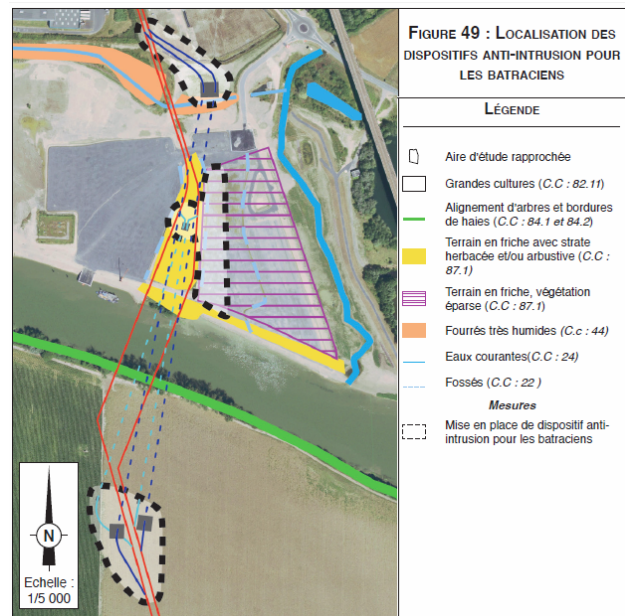 FIGURE 49 : LOCALISATION DES
DISPOSITIFS ANTI-INTRUSION POUR
LES BATRACIENS
LÉGENDE
Aire d'étude rapprochée
Grandes cultures (C.C : 82.11)
Alignement d'arbres et bordures
de haies (C.C : 84.1 et 84.2)
Terrain en friche avec strate
herbacée et/ou arbustive (C.C :
87.1)
Terrain en friche, végétation
éparse (C.C : 87.1)
Fourrés très humides (C.c : 44)
Eaux courantes(C.C : 24)
Fossés (C.C : 22 )
Mesures
Mise en place de dispositif anti-
intrusion pour les batraciens
N
Echelle :
1/5 000